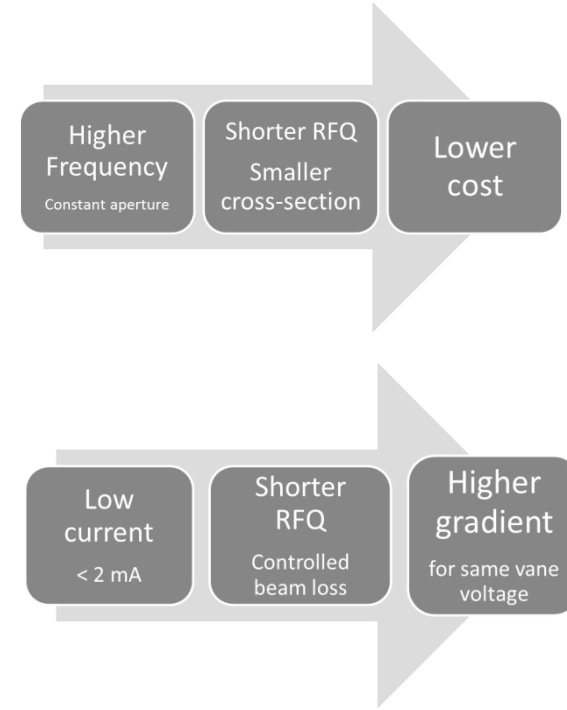 Higher
Frequency
Constant aperture
Shorter RFQ
Smaller
cross-section
Lower
cost
Low
current
< 2 mA
Shorter
RFQ
Controlled
beam loss
Higher
gradient
for same vane
voltage